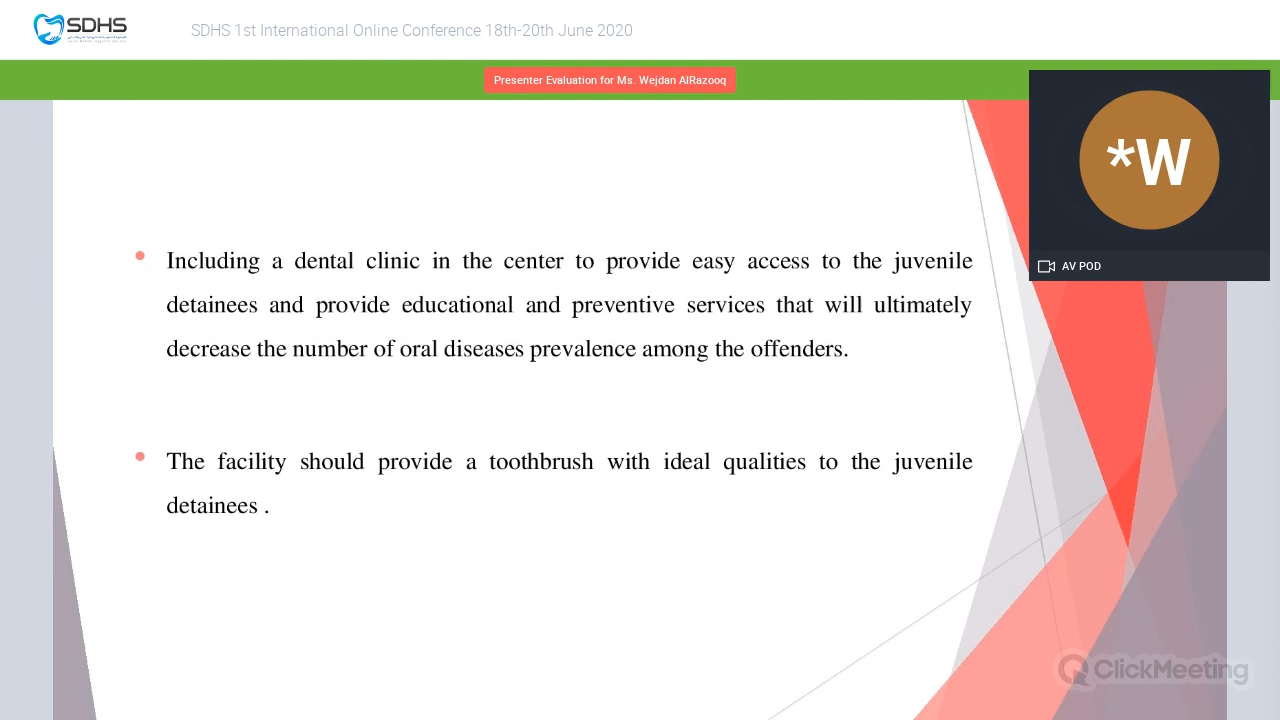 SDHS
SDHS 1st International Online Conference 18th-20th June 2020
Presenter Evaluation for Ms. Wejdan AlRazooq
*W
AV POD
• Including a dental clinic in the center to provide easy access to the juvenile
detainees and provide educational and preventive services that will ultimately
decrease the number of oral diseases prevalence among the offenders.
• The facility should provide a toothbrush with ideal qualities to the juvenile
detainees .
ClickMeeting